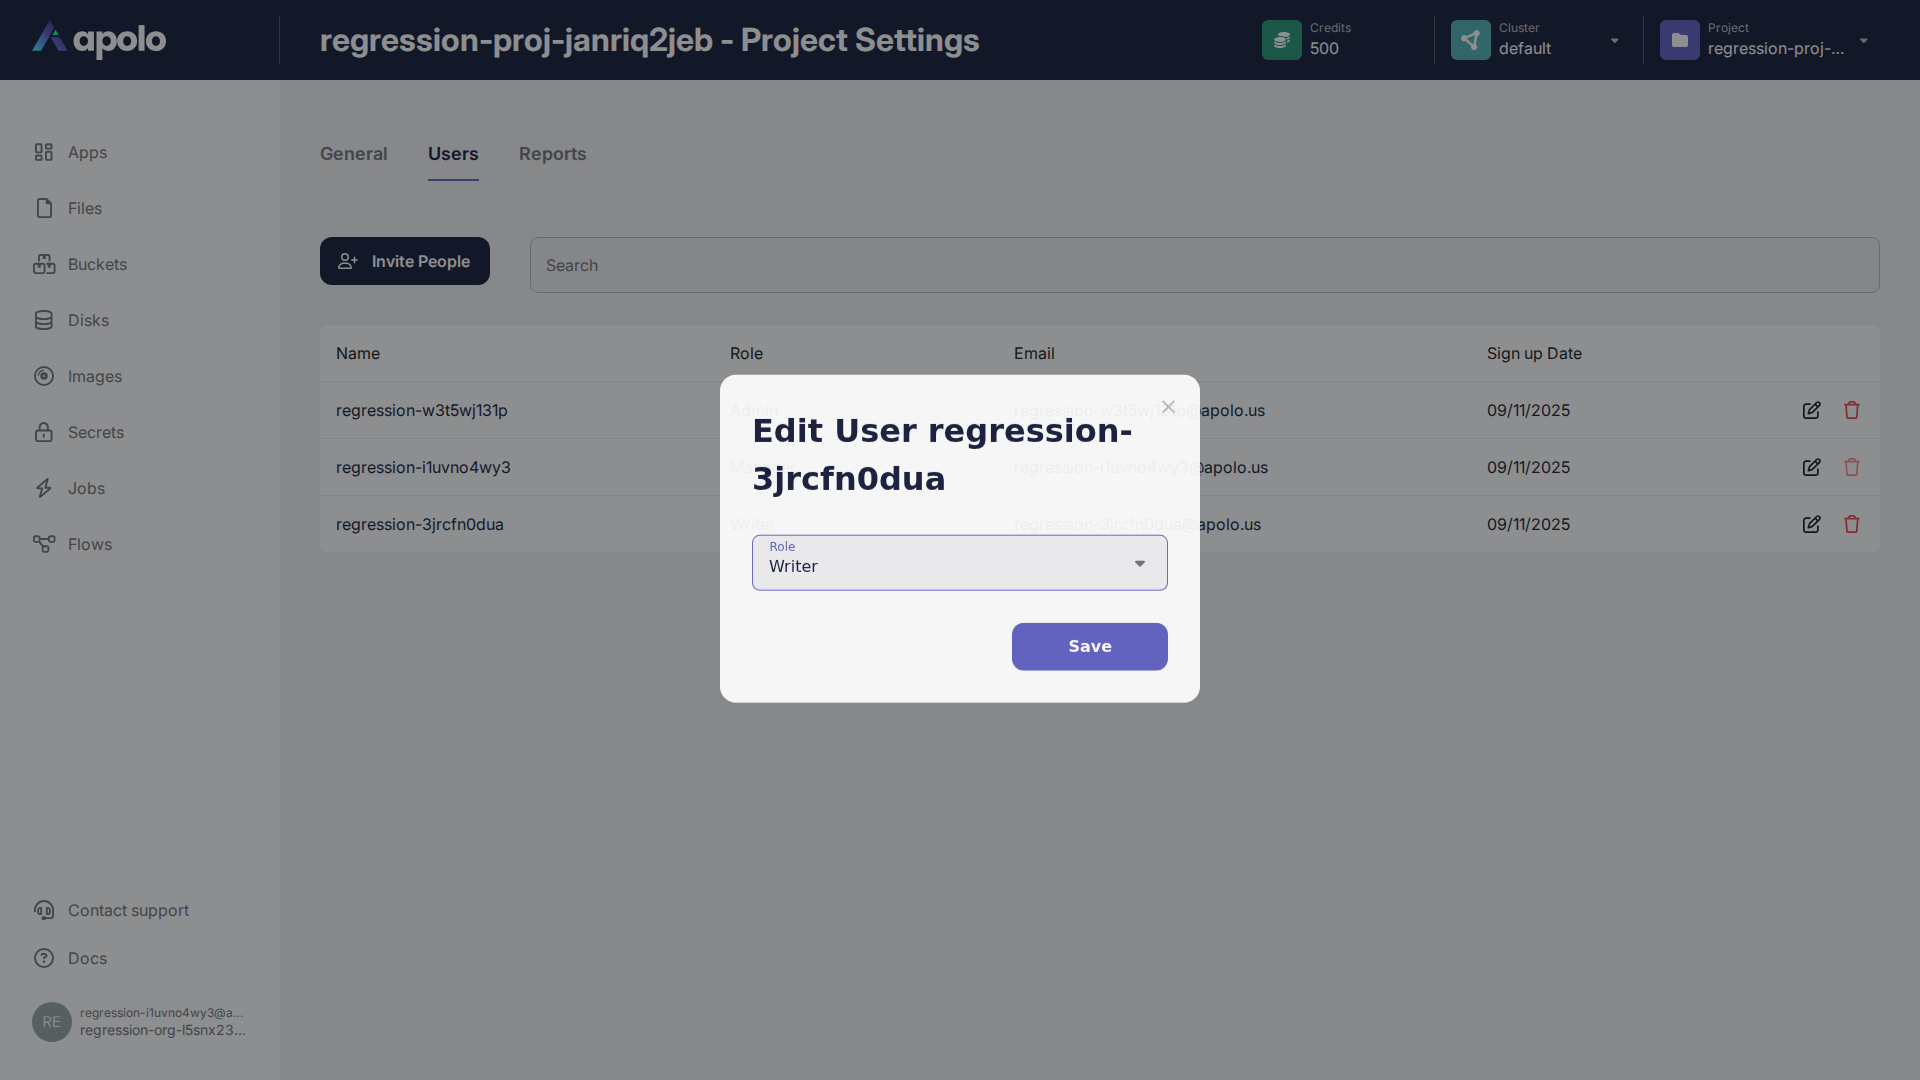 apolo
regression-proj-janriq2jeb - Project Settings
Credits
500
Cluster
default
Project
regression-proj-...
Apps
Files
Buckets
Disks
Images
Secrets
Jobs
Flows
General
Users
Reports
Invite People
Search
Name
Role
Email
Sign up Date
regression-w3t5wj131p
Admin
regression-w3t5wj131p@apolo.us
09/11/2025
regression-i1uvno4wy3
Manager
regression-i1uvno4wy3@apolo.us
09/11/2025
regression-3jrcfn0dua
Writer
regression-3jrcfn0dua@apolo.us
09/11/2025
Edit User regression-
3jrcfn0dua
Role
Writer
Save
Contact support
Docs
RE
regression-i1uvno4wy3@a...
regression-org-l5snx23...